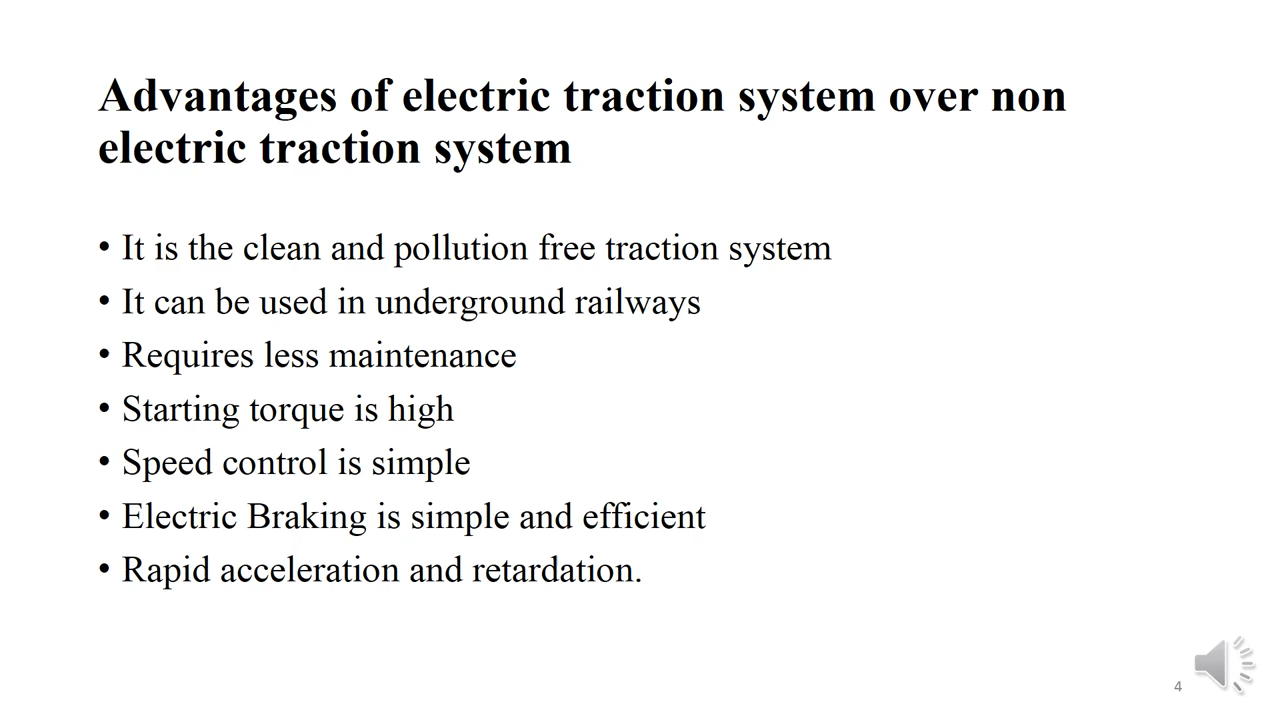 Advantages of electric traction system over non
electric traction system
• It is the clean and pollution free traction system
• It can be used in underground railways
• Requires less maintenance
• Starting torque is high
• Speed control is simple
• Electric Braking is simple and efficient
• Rapid acceleration and retardation.
4